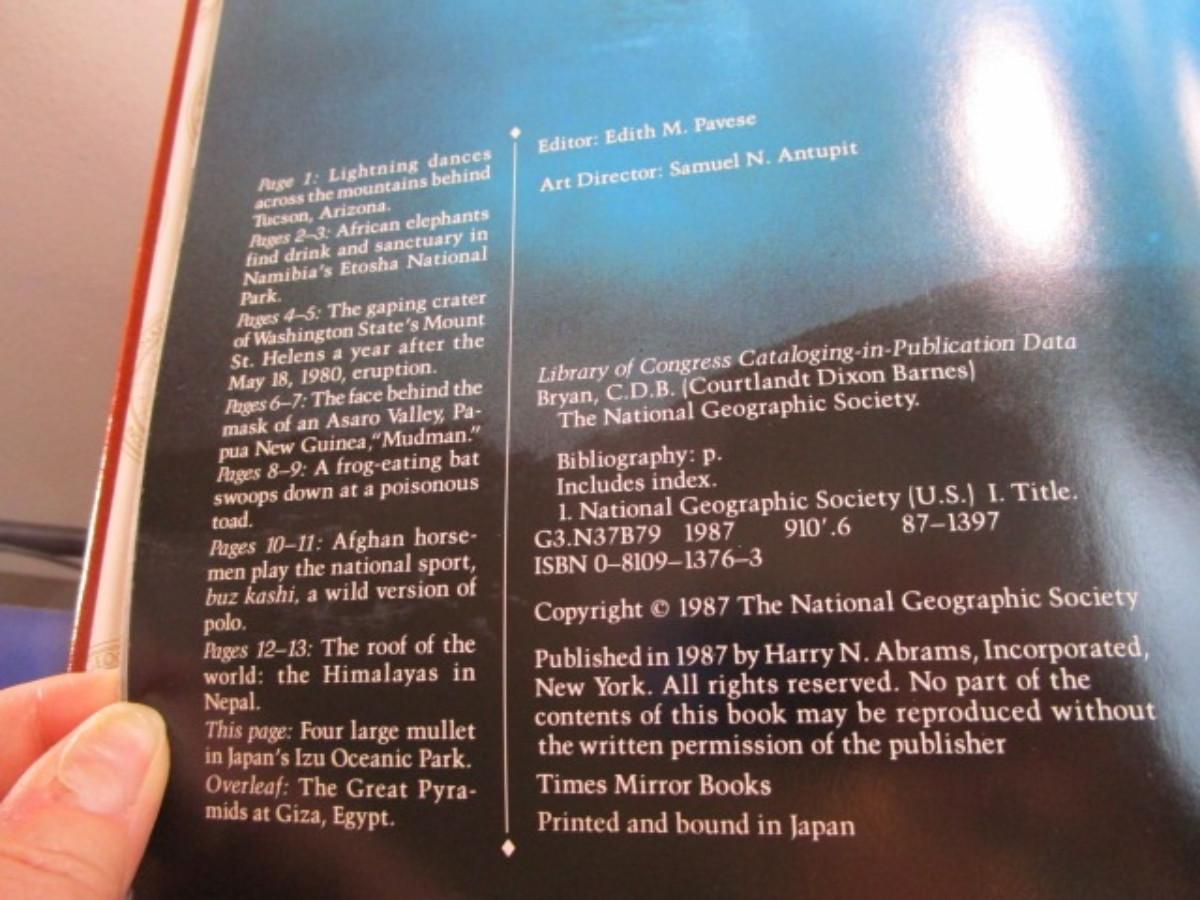 Page 1: Lightning dances
across the mountains behind
Tucson, Arizona.
Pages 2–3: African elephants
find drink and sanctuary in
Namibia's Etosha National
Park.
Pages 4–5: The gaping crater
of Washington State's Mount
St. Helens a year after the
May 18, 1980, eruption.
Pages 6–7: The face behind the
mask of an Asaro Valley, Pa-
pua New Guinea, "Mudman."
Pages 8–9: A frog-eating bat
swoops down at a poisonous
toad.
Pages 10–11: Afghan horse-
men play the national sport,
buz kashi, a wild version of
polo.
Pages 12–13: The roof of the
world: the Himalayas in
Nepal.
This page: Four large mullet
in Japan's Izu Oceanic Park.
Overleaf: The Great Pyra-
mids at Giza, Egypt.
Editor: Edith M. Pavese
Art Director: Samuel N. Antupit
Library of Congress Cataloging-in-Publication Data
Bryan, C.D.B. (Courtlandt Dixon Barnes)
The National Geographic Society.
Bibliography: p.
Includes index.
1. National Geographic Society (U.S.) I. Title.
G3.N37B79 1987 910'.6 87–1397
ISBN 0–8109–1376–3
Copyright © 1987 The National Geographic Society
Published in 1987 by Harry N. Abrams, Incorporated,
New York. All rights reserved. No part of the
contents of this book may be reproduced without
the written permission of the publisher
Times Mirror Books
Printed and bound in Japan